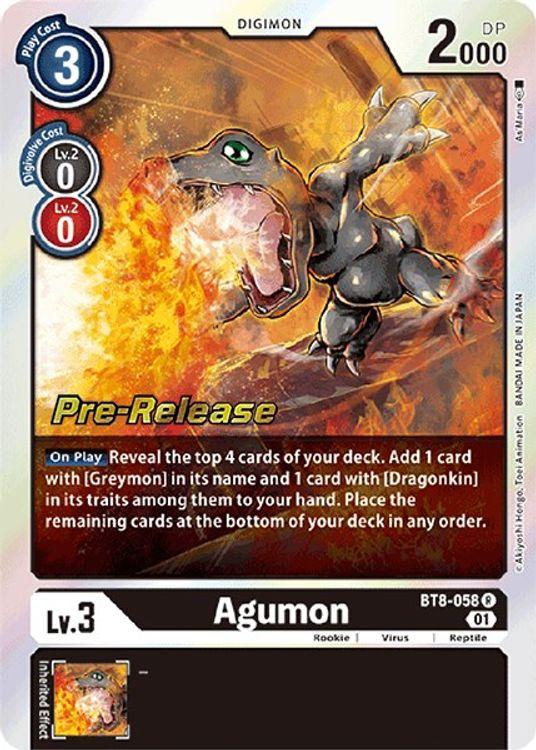 Play Cost
3
DIGIMON
DP
2000
Digivolve Cost
Lv.2
0
Lv.2
0
As'Maria
Pre-Release
On Play Reveal the top 4 cards of your deck. Add 1 card
with [Greymon] in its name and 1 card with [Dragonkin]
in its traits among them to your hand. Place the
remaining cards at the bottom of your deck in any order.
©Akiyoshi Hongo, Toei Animation BANDAI MADE IN JAPAN
Lv.3
Agumon
BT8-058 R
01
Rookie | Virus | Reptile
Inherited Effect
–